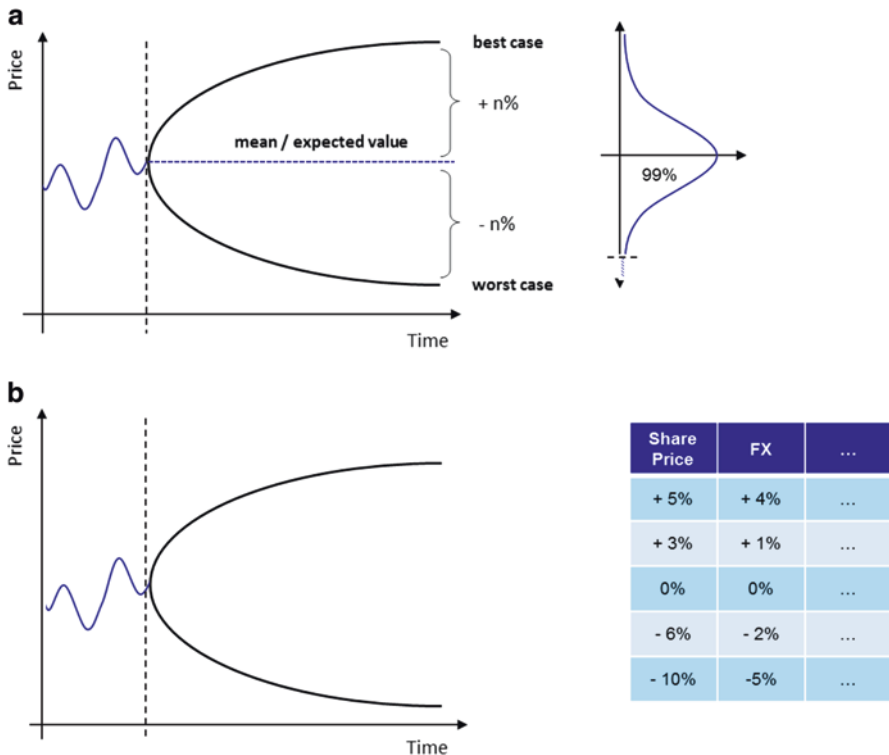 a
Price
best case
+ n%
mean / expected value
99%
- n%
worst case
Time
b
Price
Share Price FX ...
+ 5% + 4% ...
+ 3% + 1% ...
0% 0% ...
- 6% - 2% ...
- 10% -5% ...
Time